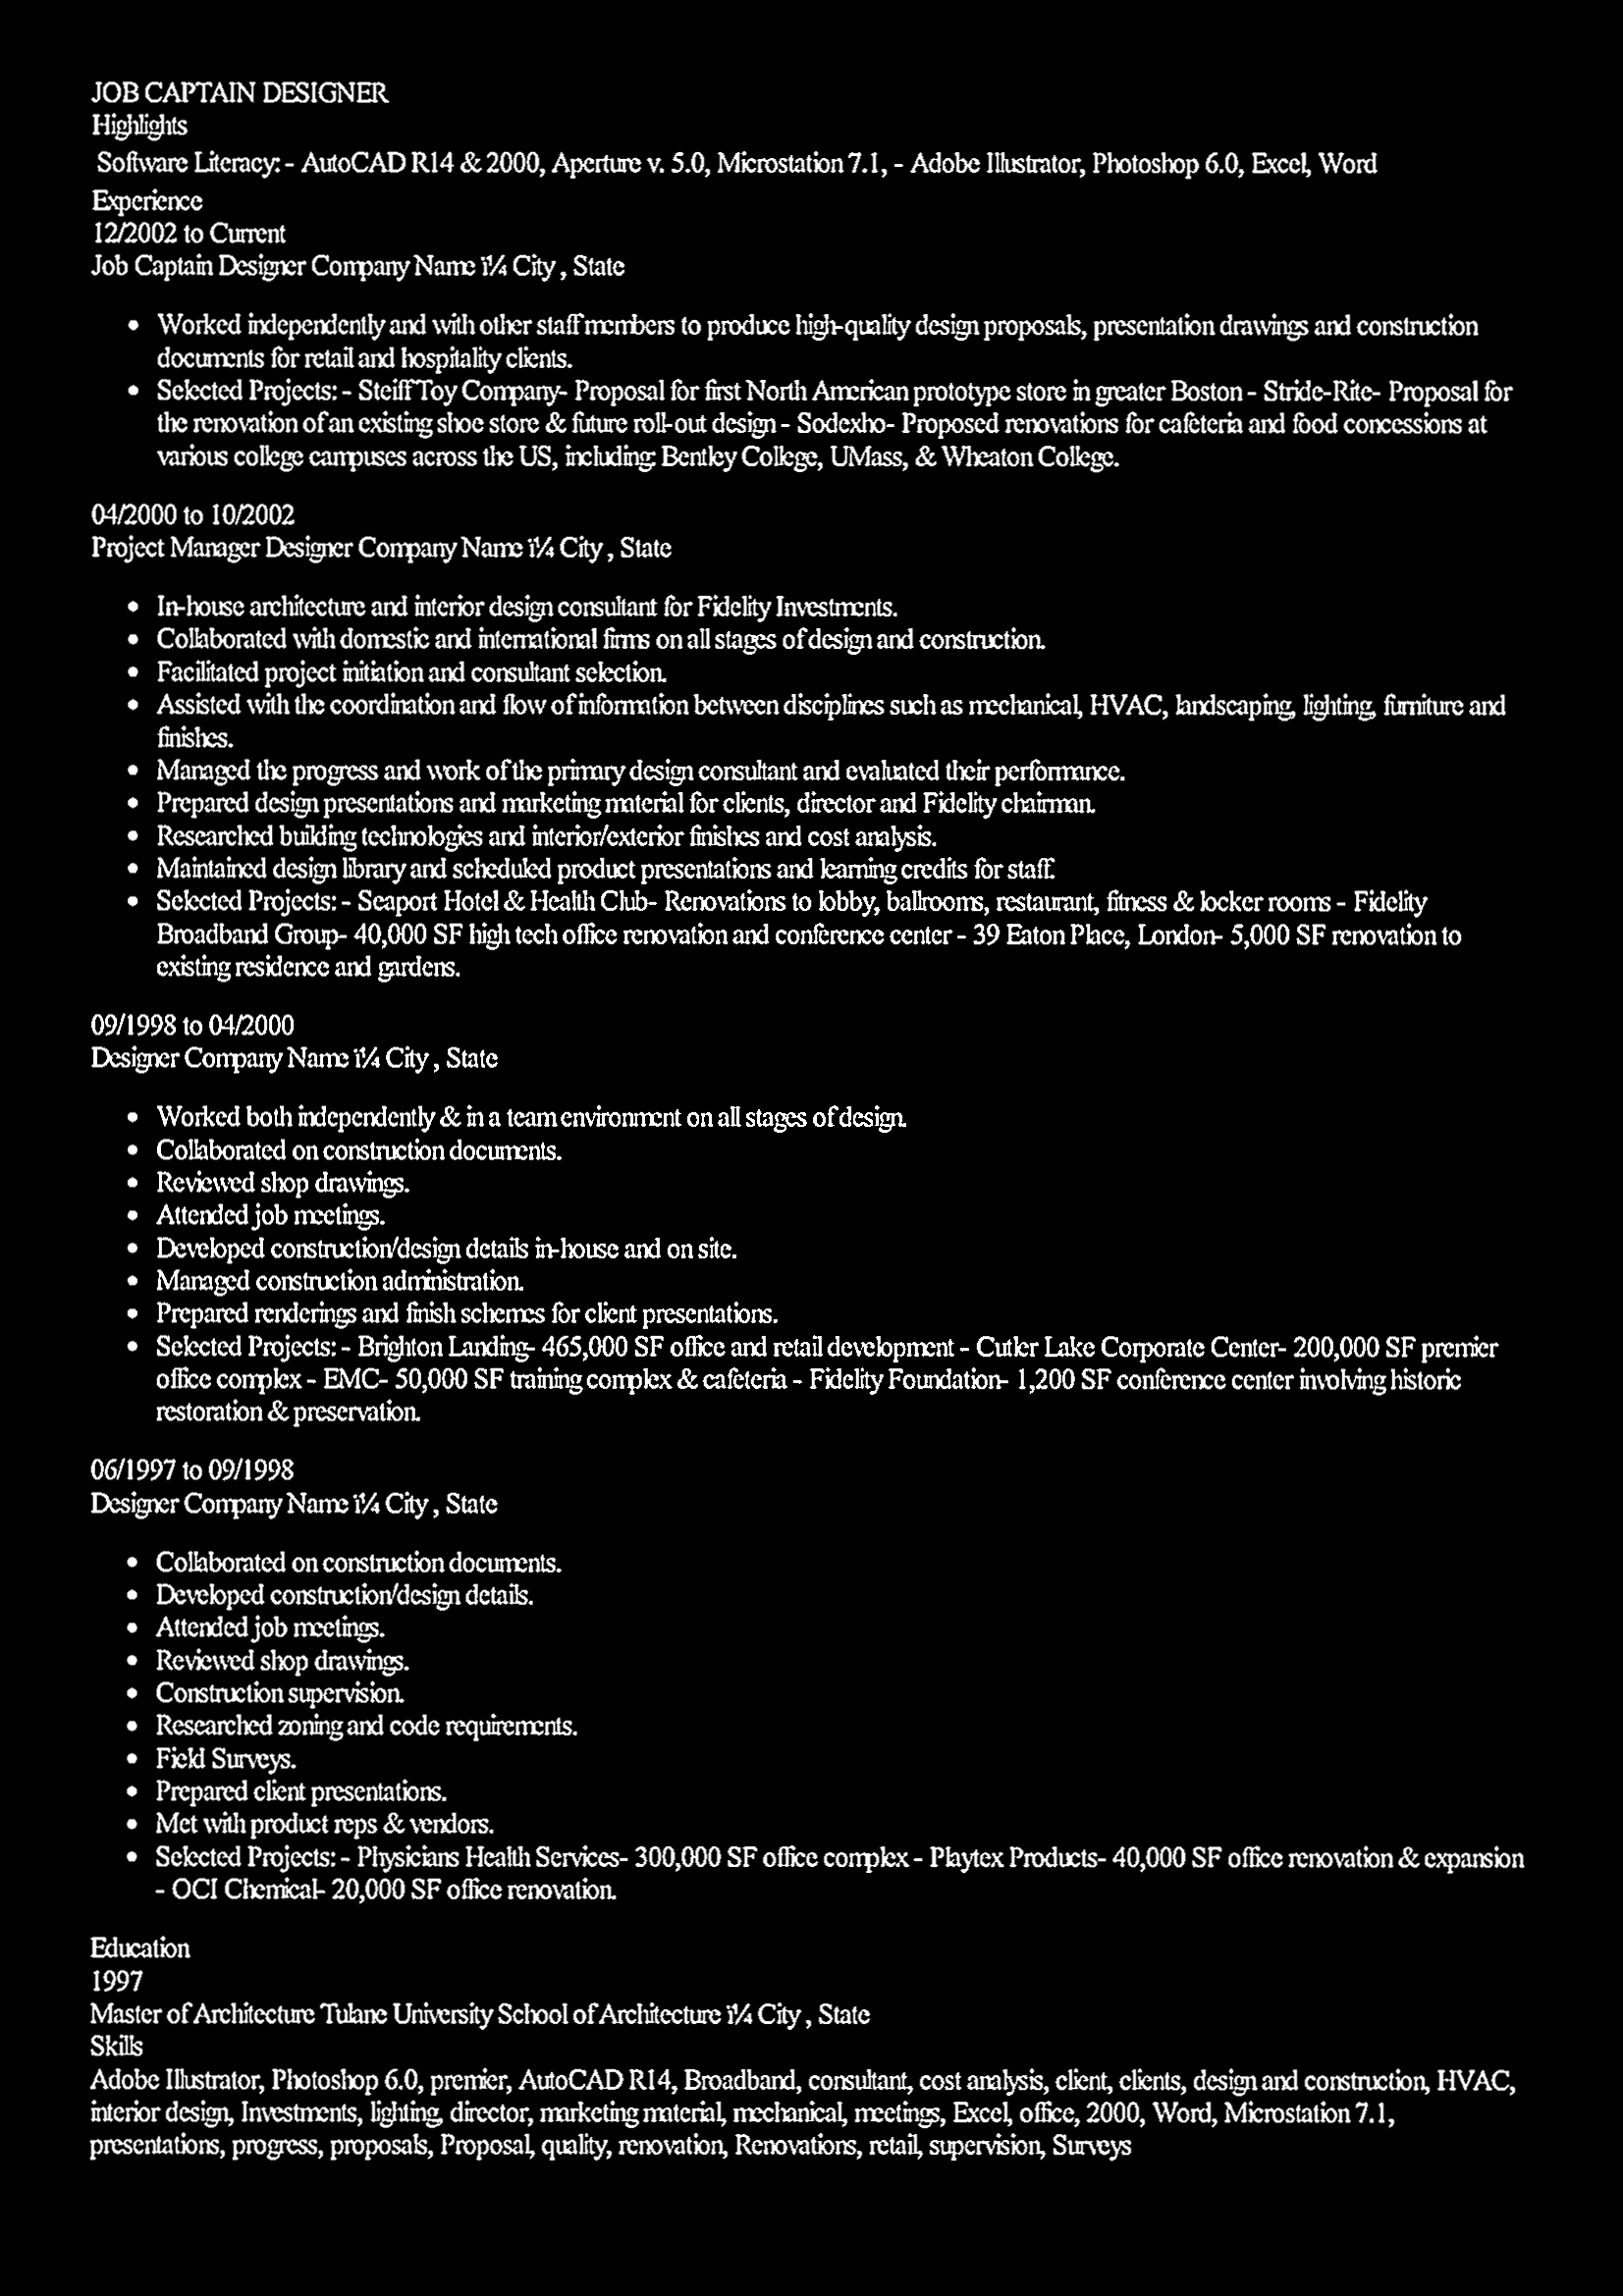 JOB CAPTAIN DESIGNER
Highlights
Software Literacy: - AutoCAD R14 & 2000, Aperture v. 5.0, Microstation 7.1, - Adobe Illustrator, Photoshop 6.0, Excel, Word
Experience
12/2002 to Current
Job Captain Designer Company Name ï¼ City , State
• Worked independently and with other staff members to produce high-quality design proposals, presentation drawings and construction
documents for retail and hospitality clients.
• Selected Projects: - Steiff Toy Company- Proposal for first North American prototype store in greater Boston - Stride-Rite- Proposal for
the renovation of an existing shoe store & future roll-out design - Sodexho- Proposed renovations for cafeteria and food concessions at
various college campuses across the US, including: Bentley College, UMass, & Wheaton College.
04/2000 to 10/2002
Project Manager Designer Company Name ï¼ City , State
• In-house architecture and interior design consultant for Fidelity Investments.
• Collaborated with domestic and international firms on all stages of design and construction.
• Facilitated project initiation and consultant selection.
• Assisted with the coordination and flow of information between disciplines such as mechanical, HVAC, landscaping, lighting, furniture and
finishes.
• Managed the progress and work of the primary design consultant and evaluated their performance.
• Prepared design presentations and marketing material for clients, director and Fidelity chairman.
• Researched building technologies and interior/exterior finishes and cost analysis.
• Maintained design library and scheduled product presentations and learning credits for staff.
• Selected Projects: - Seaport Hotel & Health Club- Renovations to lobby, ballrooms, restaurant, fitness & locker rooms - Fidelity
Broadband Group- 40,000 SF high tech office renovation and conference center - 39 Eaton Place, London- 5,000 SF renovation to
existing residence and gardens.
09/1998 to 04/2000
Designer Company Name ï¼ City , State
• Worked both independently & in a team environment on all stages of design.
• Collaborated on construction documents.
• Reviewed shop drawings.
• Attended job meetings.
• Developed construction/design details in-house and on site.
• Managed construction administration.
• Prepared renderings and finish schemes for client presentations.
• Selected Projects: - Brighton Landing- 465,000 SF office and retail development - Cutler Lake Corporate Center- 200,000 SF premier
office complex - EMC- 50,000 SF training complex & cafeteria - Fidelity Foundation- 1,200 SF conference center involving historic
restoration & preservation.
06/1997 to 09/1998
Designer Company Name ï¼ City , State
• Collaborated on construction documents.
• Developed construction/design details.
• Attended job meetings.
• Reviewed shop drawings.
• Construction supervision.
• Researched zoning and code requirements.
• Field Surveys.
• Prepared client presentations.
• Met with product reps & vendors.
• Selected Projects: - Physicians Health Services- 300,000 SF office complex - Playtex Products- 40,000 SF office renovation & expansion
- OCI Chemical- 20,000 SF office renovation.
Education
1997
Master of Architecture Tulane University School of Architecture ï¼ City , State
Skills
Adobe Illustrator, Photoshop 6.0, premier, AutoCAD R14, Broadband, consultant, cost analysis, client, clients, design and construction, HVAC,
interior design, Investments, lighting, director, marketing material, mechanical, meetings, Excel, office, 2000, Word, Microstation 7.1,
presentations, progress, proposals, Proposal, quality, renovation, Renovations, retail, supervision, Surveys